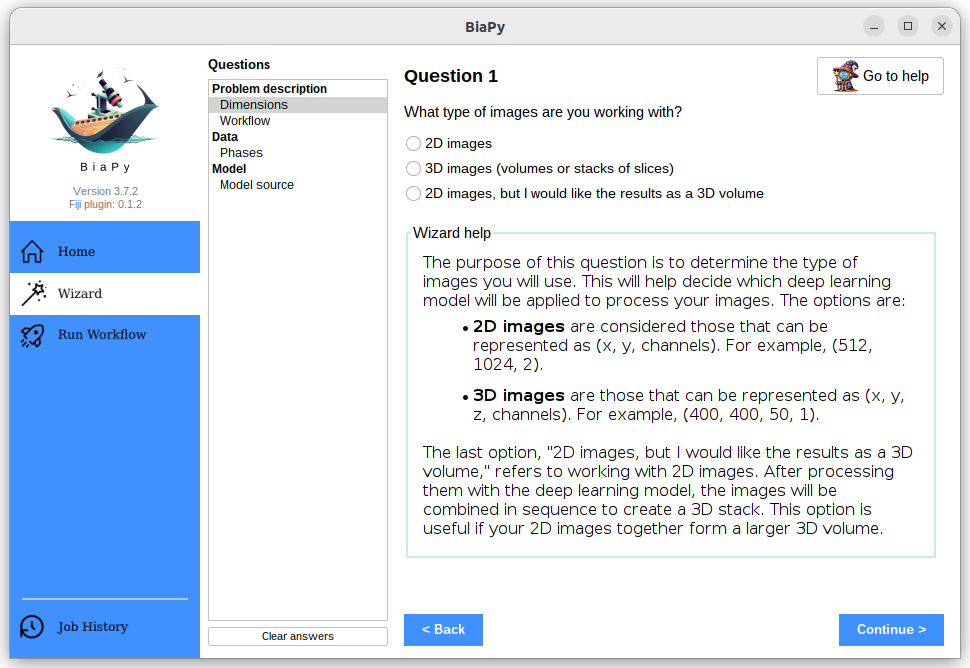 BiaPy
BiaPy
Version 3.7.2
Fiji plugin: 0.1.2
Home
Wizard
Run Workflow
Job History
Questions
Problem description
Dimensions
Workflow
Data
Phases
Model
Model source
Clear answers
Question 1
Go to help
What type of images are you working with?
2D images
3D images (volumes or stacks of slices)
2D images, but I would like the results as a 3D volume
Wizard help
The purpose of this question is to determine the type of
images you will use. This will help decide which deep learning
model will be applied to process your images. The options are:
• 2D images are considered those that can be
represented as (x, y, channels). For example, (512,
1024, 2).
• 3D images are those that can be represented as (x, y,
z, channels). For example, (400, 400, 50, 1).
The last option, "2D images, but I would like the results as a 3D
volume," refers to working with 2D images. After processing
them with the deep learning model, the images will be
combined in sequence to create a 3D stack. This option is
useful if your 2D images together form a larger 3D volume.
< Back
Continue >